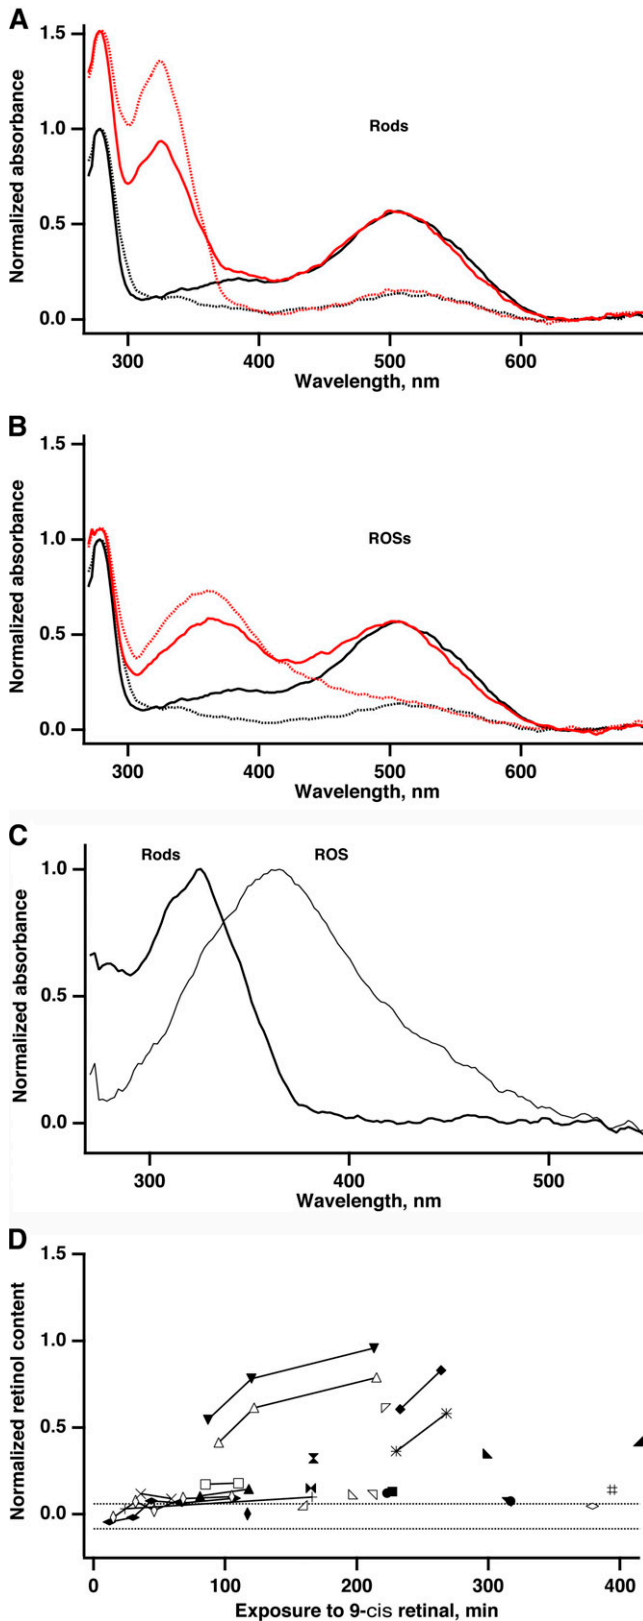 A
1.5
1.0
0.5
0.0
Normalized absorbance
Rods
300 400 500 600
Wavelength, nm
B
1.5
1.0
0.5
0.0
Normalized absorbance
ROSs
300 400 500 600
Wavelength, nm
C
Rods ROS
1.0
0.5
0.0
Normalized absorbance
300 400 500
Wavelength, nm
D
1.5
1.0
0.5
0.0
Normalized retinol content
0 100 200 300 400
Exposure to 9-cis retinal, min